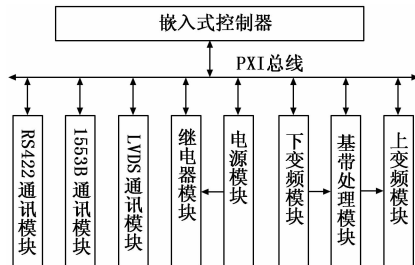 嵌入式控制器
PXI总线
RS422通讯模块
1553B通讯模块
LVDS通讯模块
继电器模块
电源模块
下变频模块
基带处理模块
上变频模块